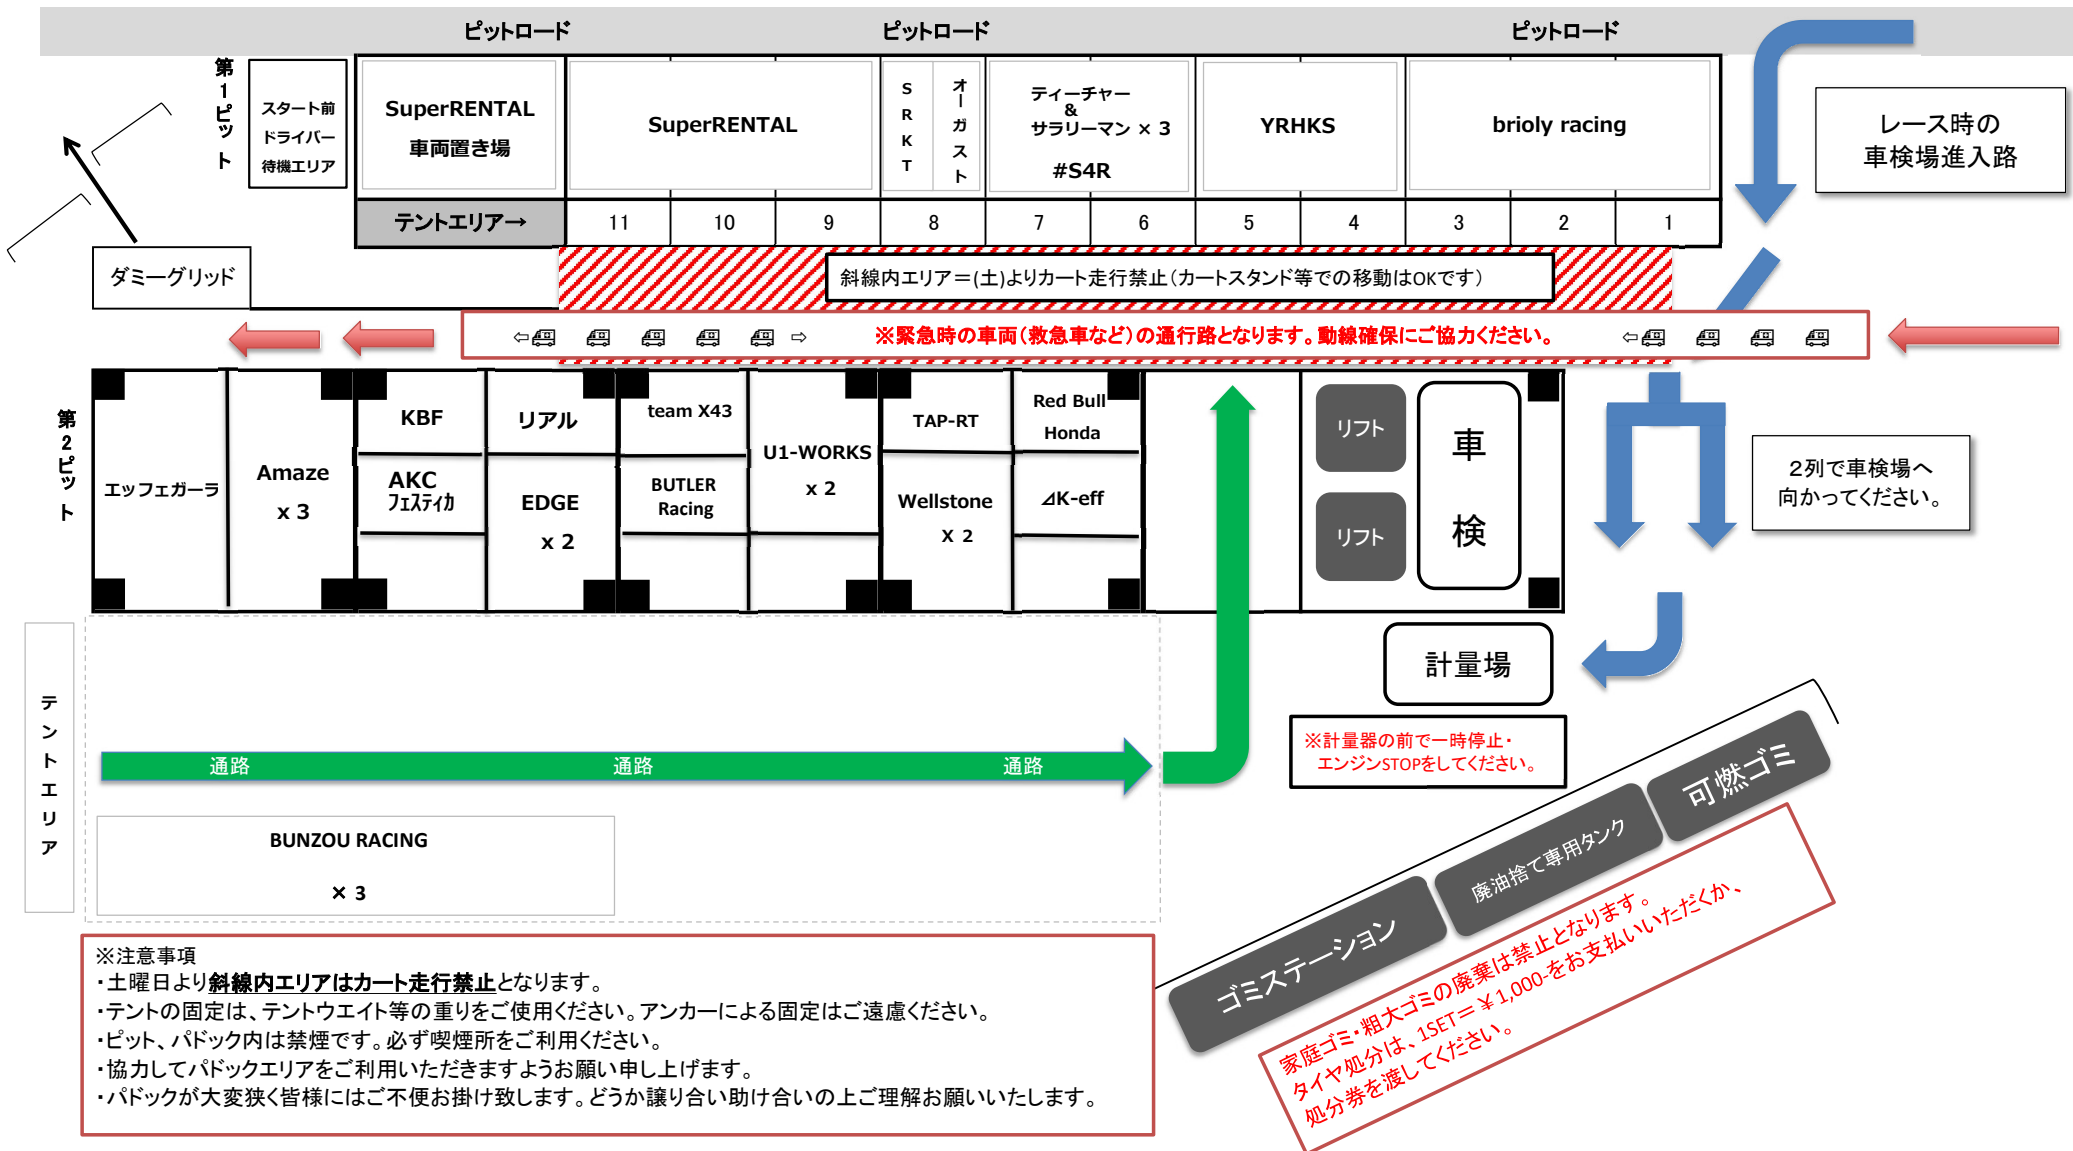 ピットロード
ピットロード
ピットロード
第1ピット
スタート前
ドライバー
待機エリア
SuperRENTAL
車両置き場
SuperRENTAL
SRKT
オーガスト
ティーチャー
&
サラリーマン × 3
#S4R
YRHKS
brioly racing
レース時の
車検場進入路
テントエリア→
11
10
9
8
7
6
5
4
3
2
1
ダミーグリッド
斜線内エリア＝(土)よりカート走行禁止（カートスタンド等での移動はOKです）
※緊急時の車両（救急車など）の通行路となります。動線確保にご協力ください。
第2ピット
エッフェガーラ
Amaze
x 3
KBF
AKC
フェスティカ
リアル
EDGE
x 2
team X43
BUTLER
Racing
U1-WORKS
x 2
TAP-RT
Wellstone
X 2
Red Bull
Honda
⊿K-eff
リフト
リフト
車
検
２列で車検場へ
向かってください。
計量場
※計量器の前で一時停止・
エンジンSTOPをしてください。
テントエリア
通路
通路
通路
BUNZOU RACING
× 3
ゴミステーション
廃油捨て専用タンク
可燃ゴミ
家庭ゴミ・粗大ゴミの廃棄は禁止となります。
タイヤ処分は、1SET＝￥1,000-をお支払いいただくか、
処分券を渡してください。
※注意事項
・土曜日より斜線内エリアはカート走行禁止となります。
・テントの固定は、テントウエイト等の重りをご使用ください。アンカーによる固定はご遠慮ください。
・ピット、パドック内は禁煙です。必ず喫煙所をご利用ください。
・協力してパドックエリアをご利用いただきますようお願い申し上げます。
・パドックが大変狭く皆様にはご不便お掛け致します。どうか譲り合い助け合いの上ご理解お願いいたします。